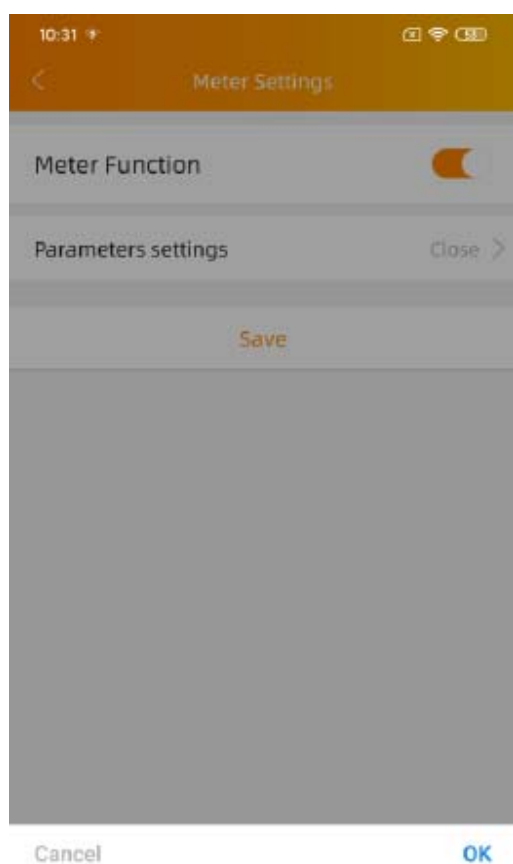 10:31
Meter Settings
Meter Function
Parameters settings Close
Save
Cancel OK